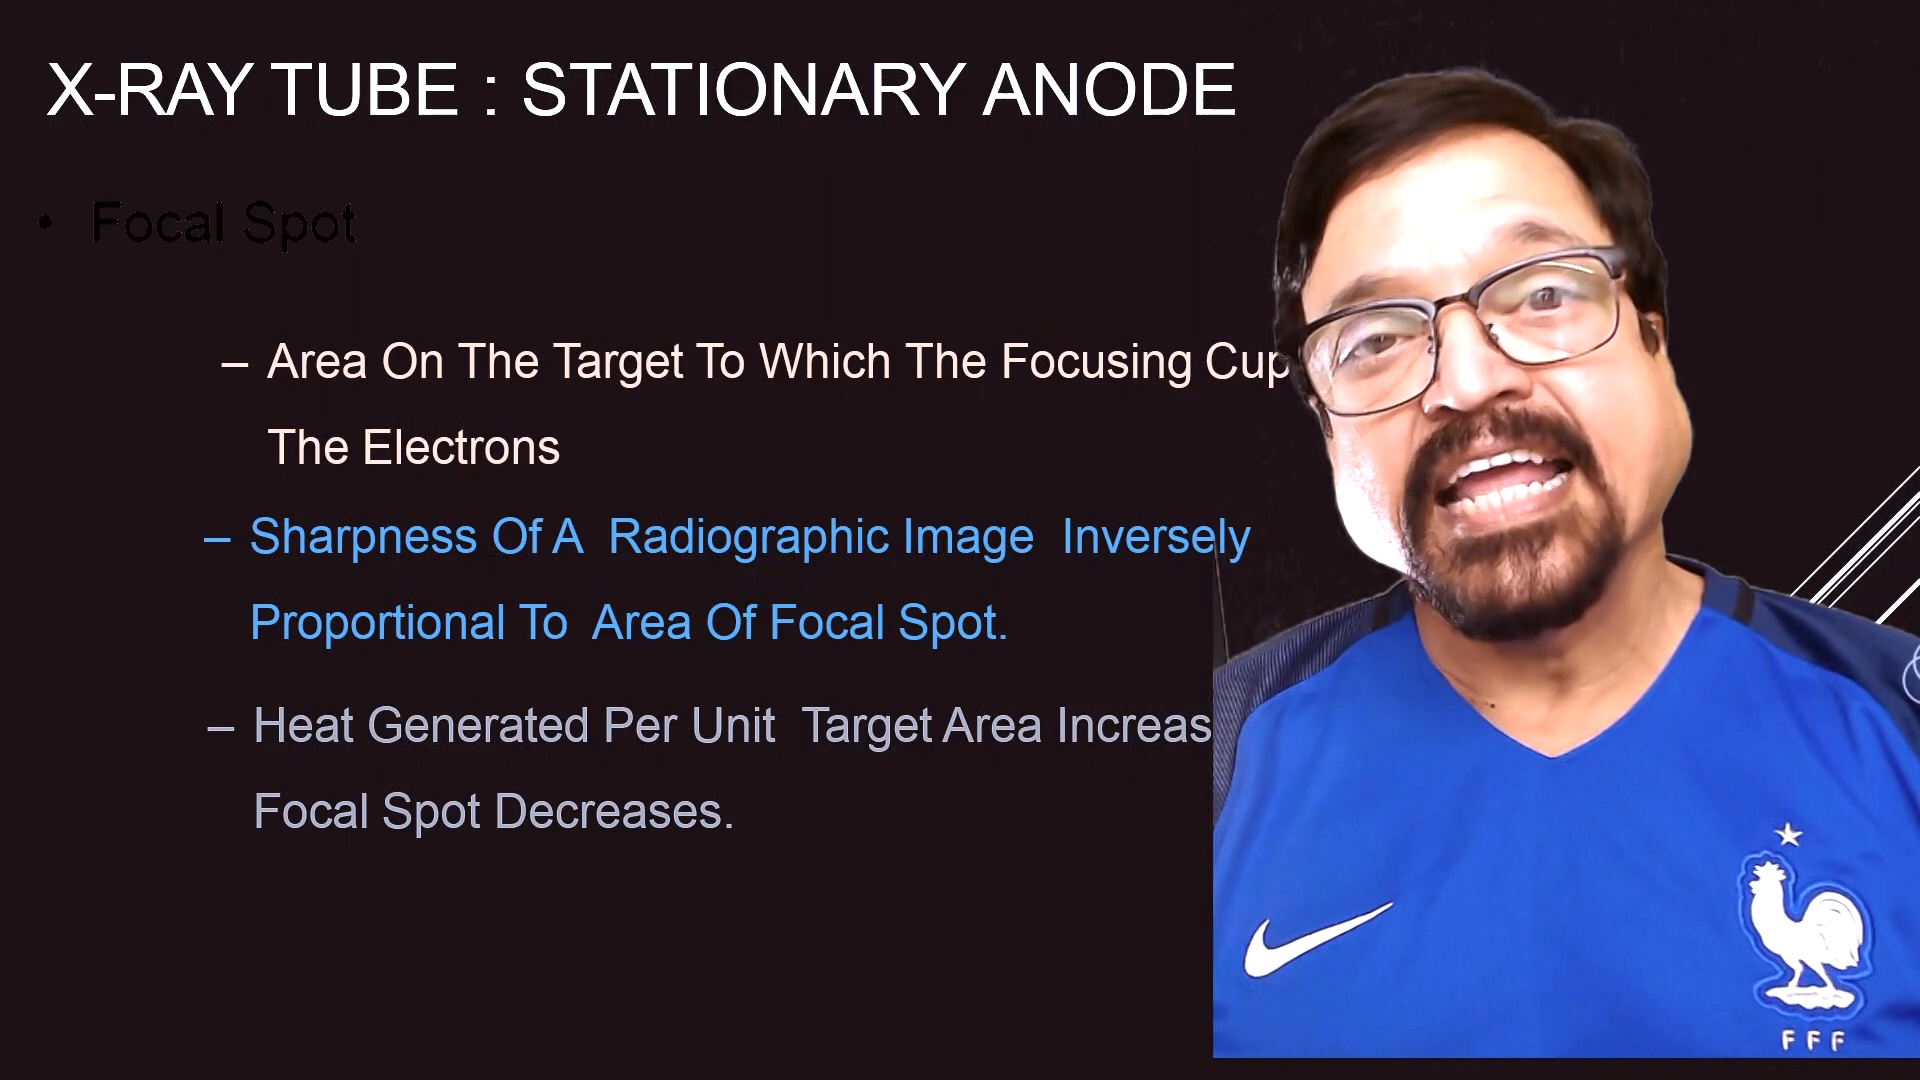 X-RAY TUBE : STATIONARY ANODE
• Focal Spot
– Area On The Target To Which The Focusing Cup
The Electrons
– Sharpness Of A Radiographic Image Inversely
Proportional To Area Of Focal Spot.
– Heat Generated Per Unit Target Area Increas
Focal Spot Decreases.
FFF